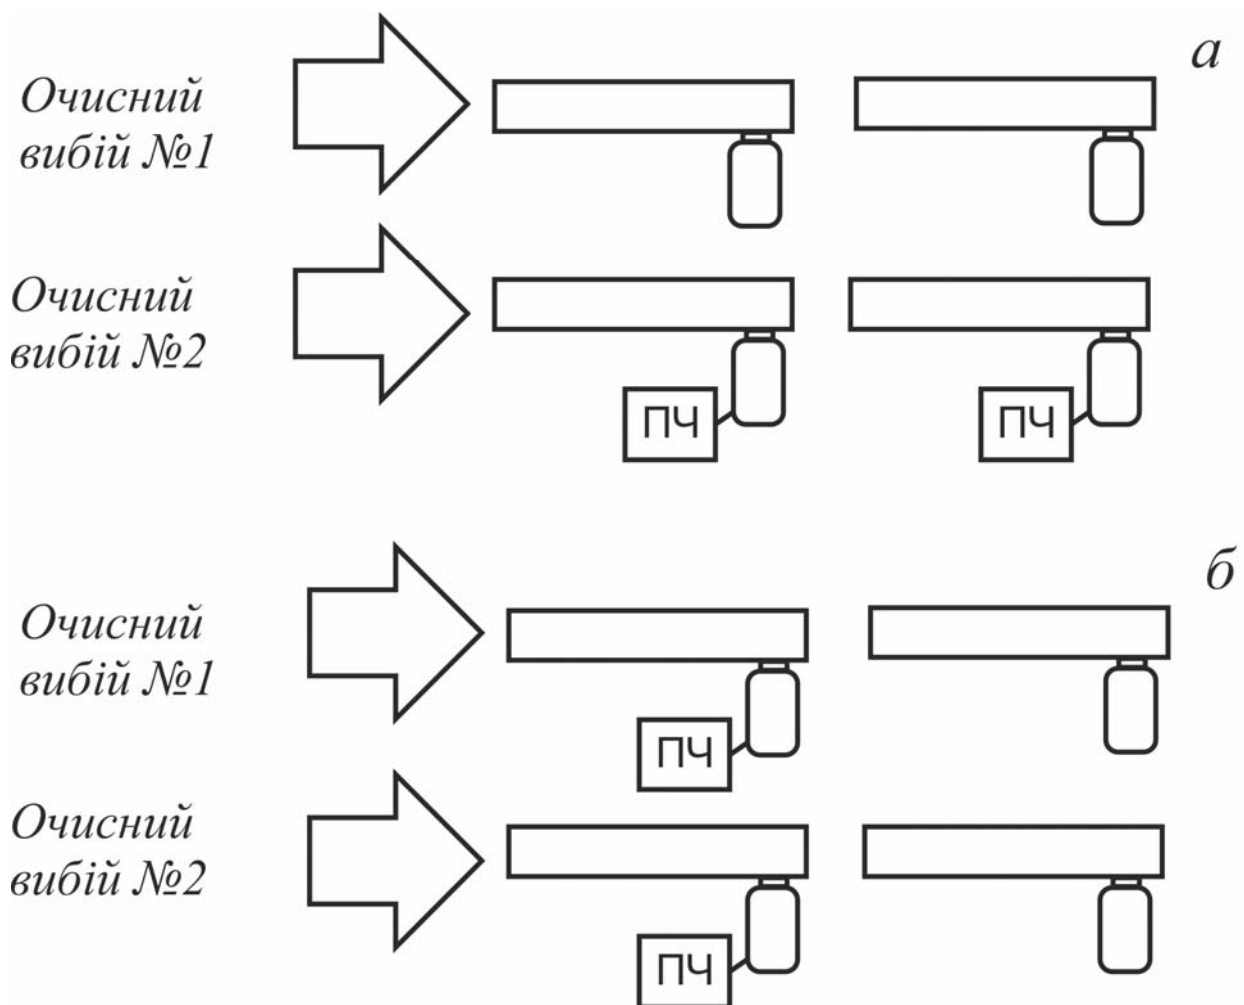 а
Очисний
вибій №1
Очисний
вибій №2
ПЧ ПЧ
б
Очисний
вибій №1
ПЧ
Очисний
вибій №2
ПЧ